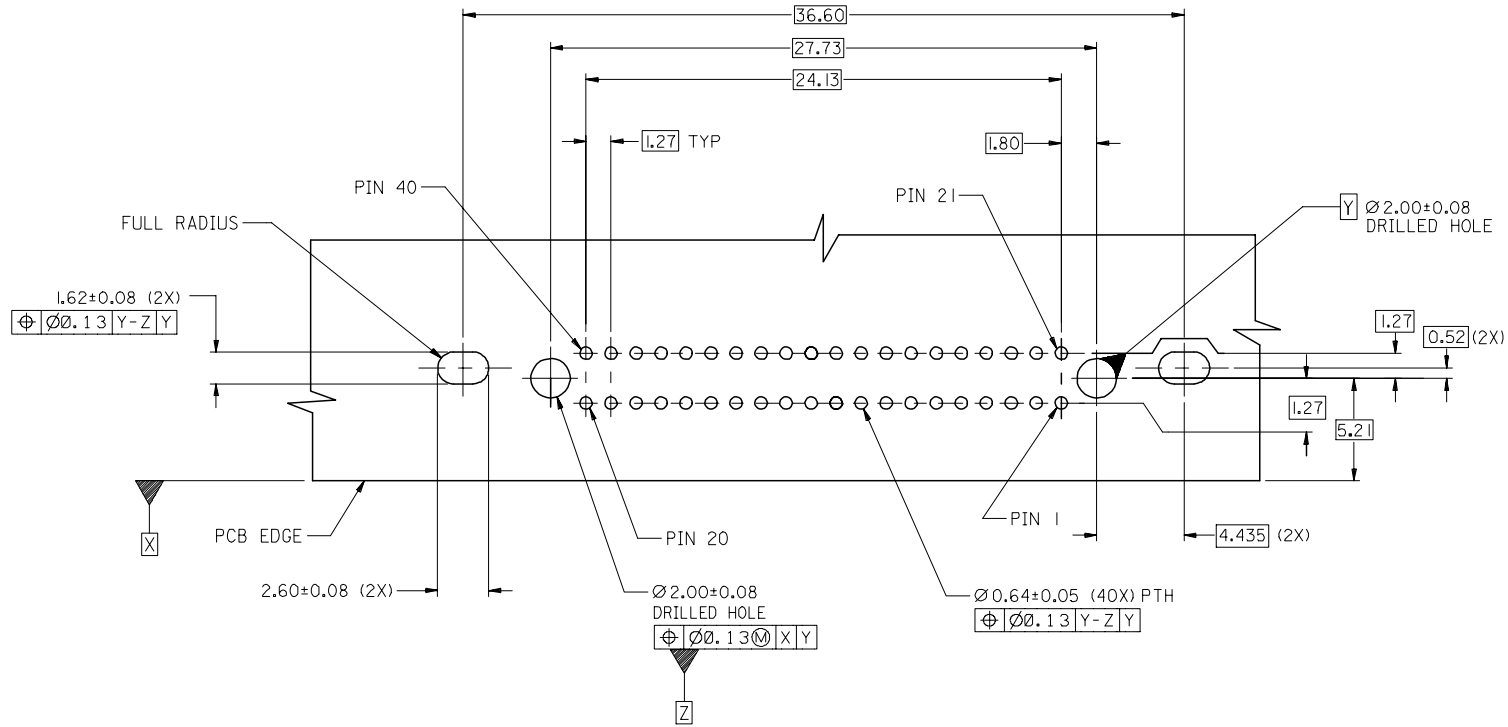 36.60
27.73
24.13
1.27 TYP
1.80
PIN 40
PIN 21
FULL RADIUS
Y Ø2.00±0.08
DRILLED HOLE
1.62±0.08 (2X)
⌖ Ø0.13 Y-Z Y
1.27
0.52 (2X)
1.27
5.21
X
PCB EDGE
PIN 20
PIN 1
4.435 (2X)
2.60±0.08 (2X)
Ø2.00±0.08
DRILLED HOLE
⌖ Ø0.13Ⓜ X Y
Z
Ø0.64±0.05 (40X) PTH
⌖ Ø0.13 Y-Z Y